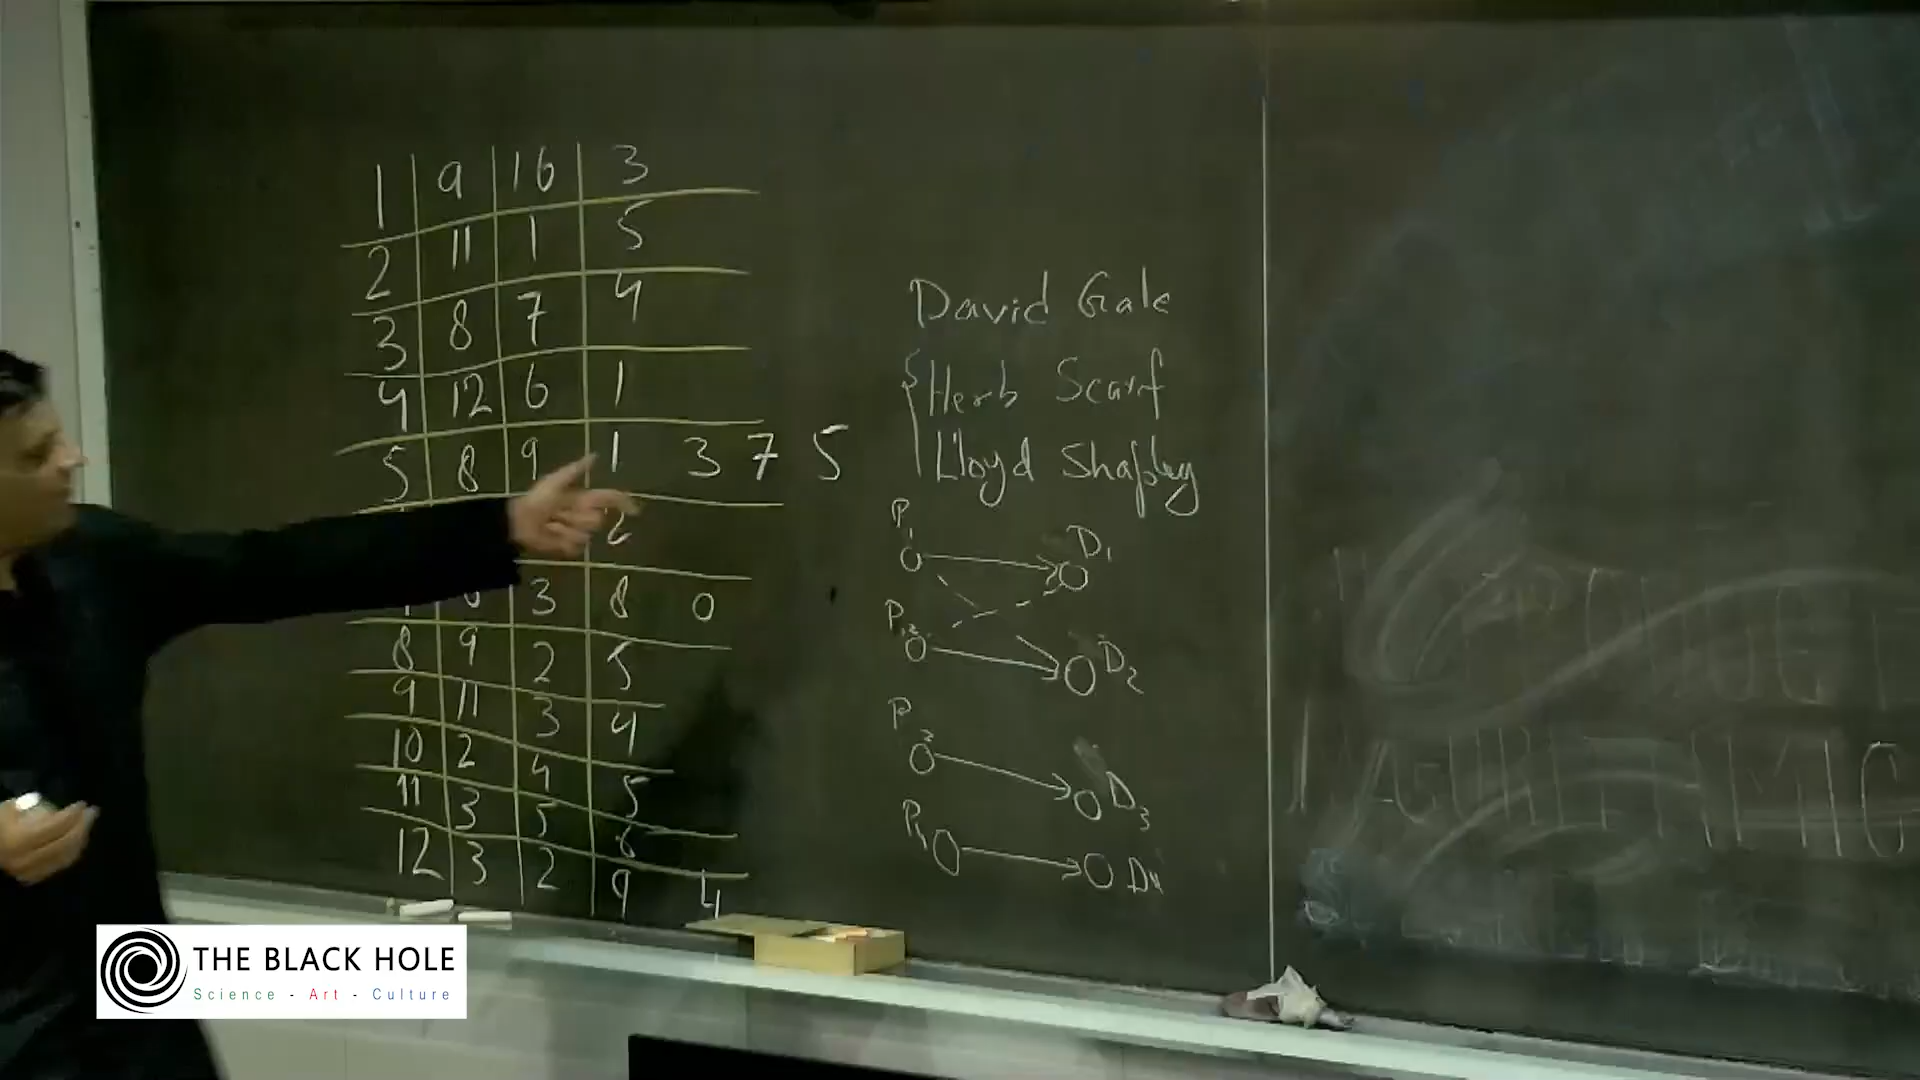 1 9 16 3
2 11 1 5
3 8 7 4
4 12 6 1
5 8 9 1 3 7 5
2
3 8 0
8 9 2 5
9 11 3 4
10 2 4
11 3 5 5
6
12 3 2 9 4
David Gale
Herb Scarf
Lloyd Shapley
P1 D1
P2 D2
P3 D3
P4 D4
THE BLACK HOLE
Science - Art - Culture